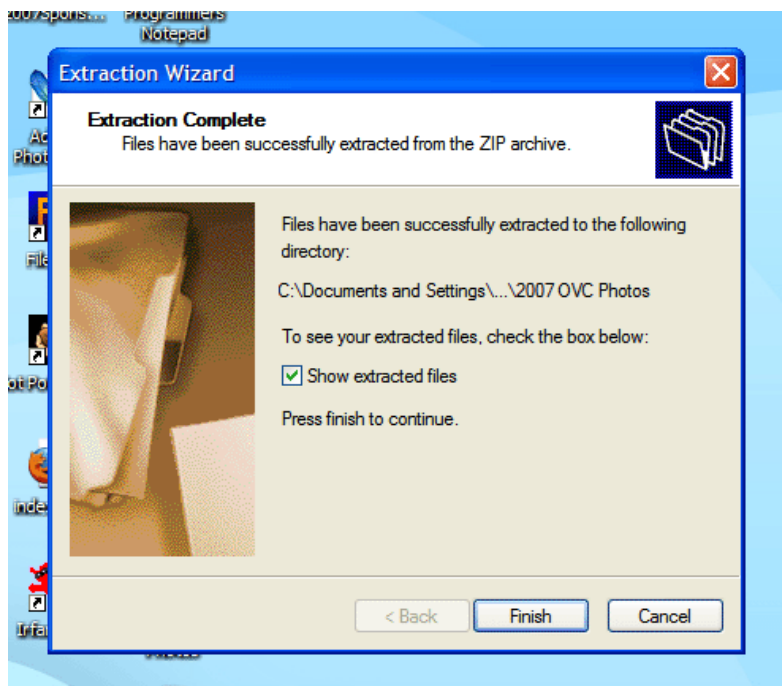 Programmers
Notepad
Extraction Wizard
Extraction Complete
Files have been successfully extracted from the ZIP archive.
Files have been successfully extracted to the following
directory:
C:\Documents and Settings\...\2007 OVC Photos
To see your extracted files, check the box below:
Show extracted files
Press finish to continue.
< Back
Finish
Cancel